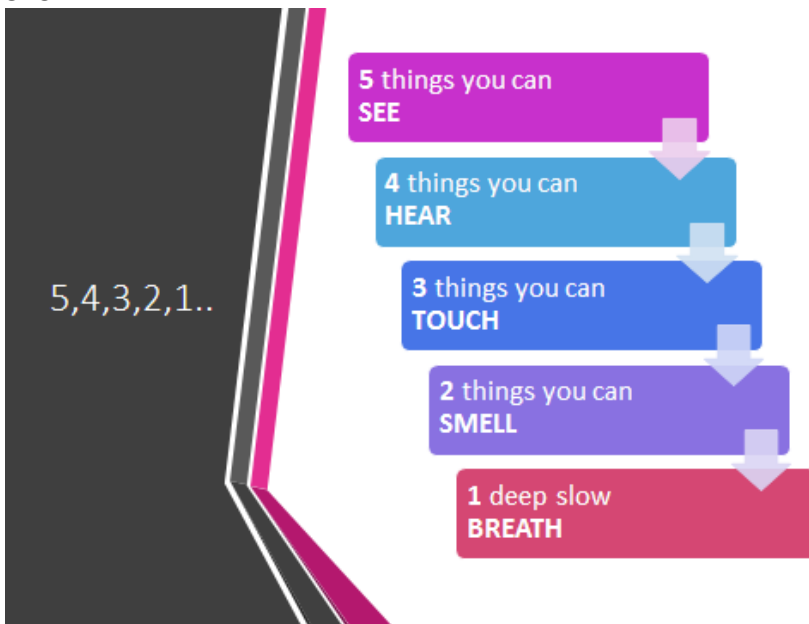 5,4,3,2,1..
5 things you can
SEE
4 things you can
HEAR
3 things you can
TOUCH
2 things you can
SMELL
1 deep slow
BREATH